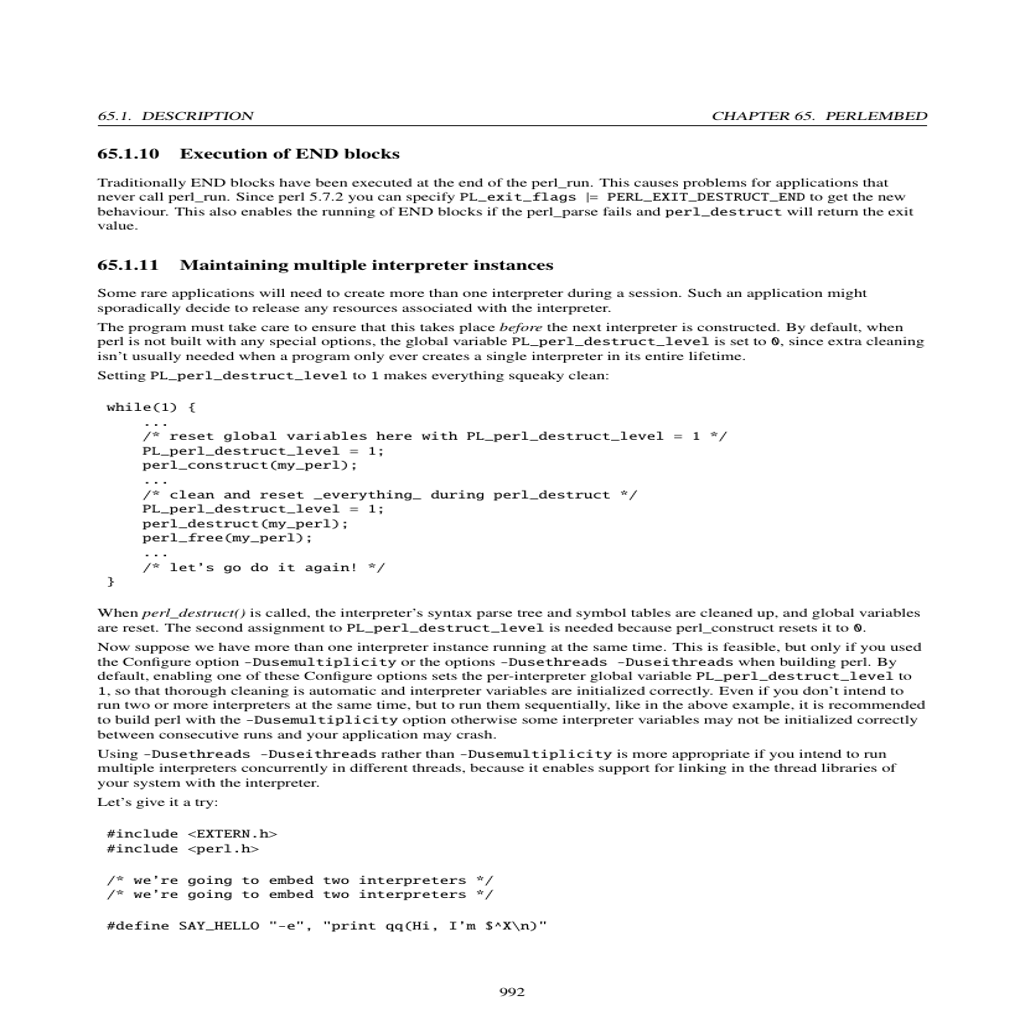 65.1. DESCRIPTION CHAPTER 65. PERLEMBED
65.1.10 Execution of END blocks
Traditionally END blocks have been executed at the end of the perl_run. This causes problems for applications that
never call perl_run. Since perl 5.7.2 you can specify PL_exit_flags |= PERL_EXIT_DESTRUCT_END to get the new
behaviour. This also enables the running of END blocks if the perl_parse fails and perl_destruct will return the exit
value.
65.1.11 Maintaining multiple interpreter instances
Some rare applications will need to create more than one interpreter during a session. Such an application might
sporadically decide to release any resources associated with the interpreter.
The program must take care to ensure that this takes place before the next interpreter is constructed. By default, when
perl is not built with any special options, the global variable PL_perl_destruct_level is set to 0, since extra cleaning
isn't usually needed when a program only ever creates a single interpreter in its entire lifetime.
Setting PL_perl_destruct_level to 1 makes everything squeaky clean:
while(1) {
...
/* reset global variables here with PL_perl_destruct_level = 1 */
PL_perl_destruct_level = 1;
perl_construct(my_perl);
...
/* clean and reset _everything_ during perl_destruct */
PL_perl_destruct_level = 1;
perl_destruct(my_perl);
perl_free(my_perl);
...
/* let's go do it again! */
}
When perl_destruct() is called, the interpreter's syntax parse tree and symbol tables are cleaned up, and global variables
are reset. The second assignment to PL_perl_destruct_level is needed because perl_construct resets it to 0.
Now suppose we have more than one interpreter instance running at the same time. This is feasible, but only if you used
the Configure option -Dusemultiplicity or the options -Dusethreads -Duseithreads when building perl. By
default, enabling one of these Configure options sets the per-interpreter global variable PL_perl_destruct_level to
1, so that thorough cleaning is automatic and interpreter variables are initialized correctly. Even if you don't intend to
run two or more interpreters at the same time, but to run them sequentially, like in the above example, it is recommended
to build perl with the -Dusemultiplicity option otherwise some interpreter variables may not be initialized correctly
between consecutive runs and your application may crash.
Using -Dusethreads -Duseithreads rather than -Dusemultiplicity is more appropriate if you intend to run
multiple interpreters concurrently in different threads, because it enables support for linking in the thread libraries of
your system with the interpreter.
Let's give it a try:
#include <EXTERN.h>
#include <perl.h>
/* we're going to embed two interpreters */
/* we're going to embed two interpreters */
#define SAY_HELLO "-e", "print qq(Hi, I'm $^X\n)"
992